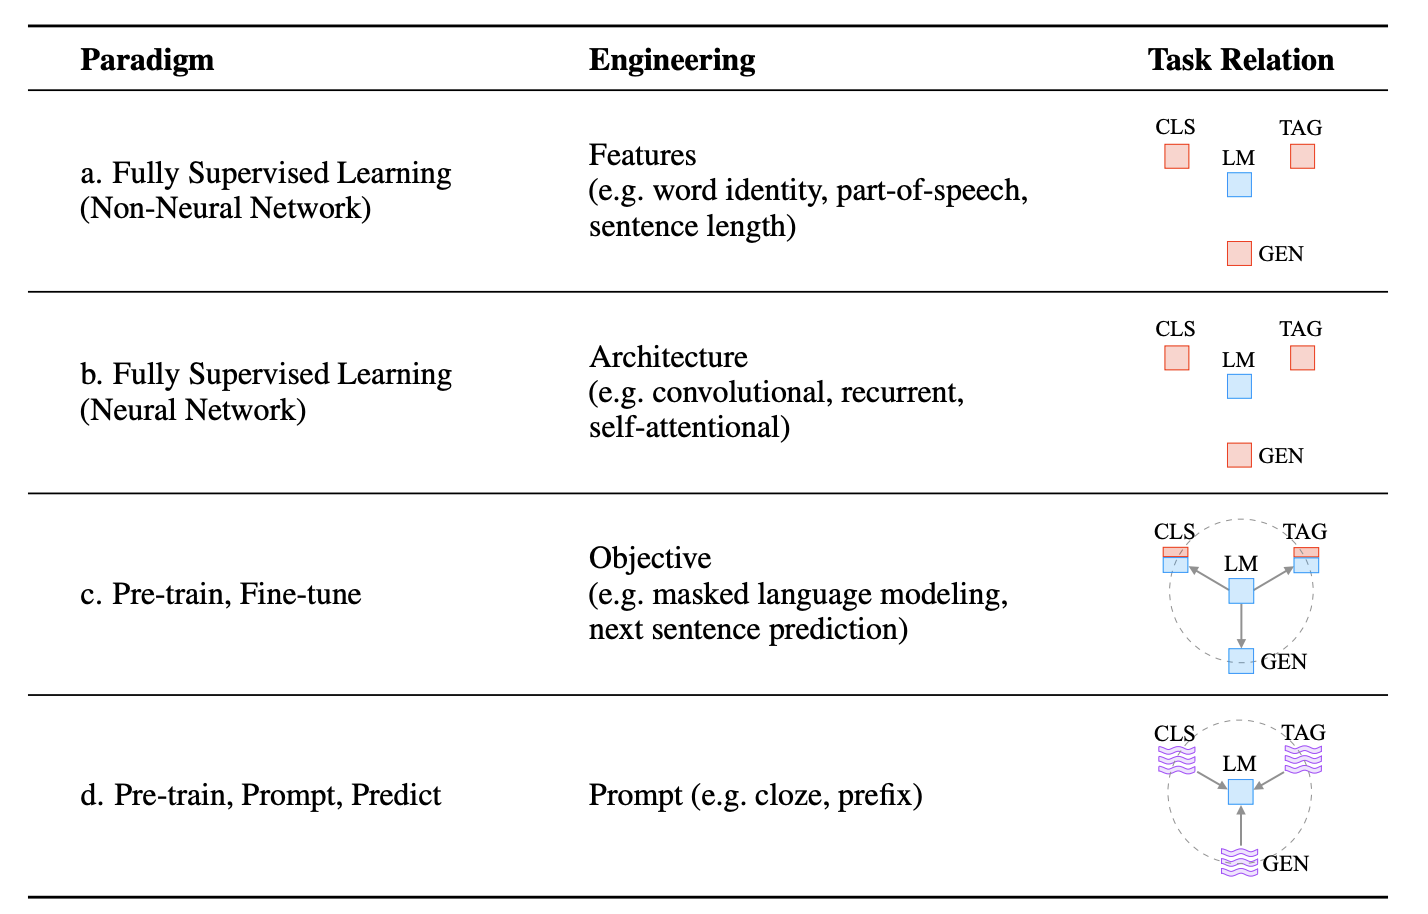 Paradigm
Engineering
Task Relation
a. Fully Supervised Learning
(Non-Neural Network)
Features
(e.g. word identity, part-of-speech,
sentence length)
CLS
TAG
LM
GEN
b. Fully Supervised Learning
(Neural Network)
Architecture
(e.g. convolutional, recurrent,
self-attentional)
CLS
TAG
LM
GEN
c. Pre-train, Fine-tune
Objective
(e.g. masked language modeling,
next sentence prediction)
CLS
TAG
LM
GEN
d. Pre-train, Prompt, Predict
Prompt (e.g. cloze, prefix)
CLS
TAG
LM
GEN